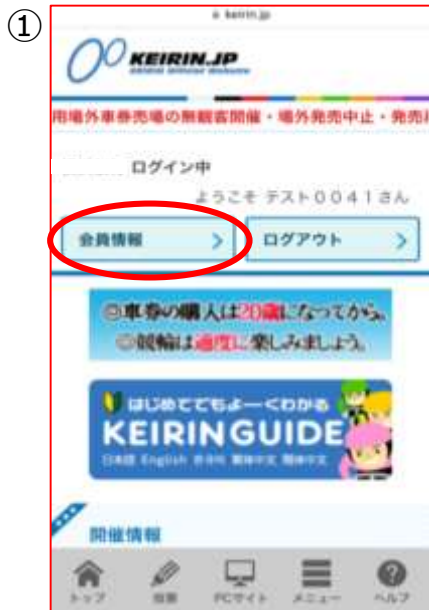 ①
keirin.jp
KEIRIN.JP
KEIRIN Official Website
用場外車券売場の無観客開催・場外発売中止・発売
ログイン中
ようこそ テスト0041さん
会員情報 >
ログアウト >
◎車券の購入は20歳になってから。
◎競輪は適度に楽しみましょう。
はじめてでもよーくわかる
KEIRIN GUIDE
日本語 English 한국어 繁体中文 簡体中文
開催情報
トップ
投票
PCサイト
メニュー
ヘルプ